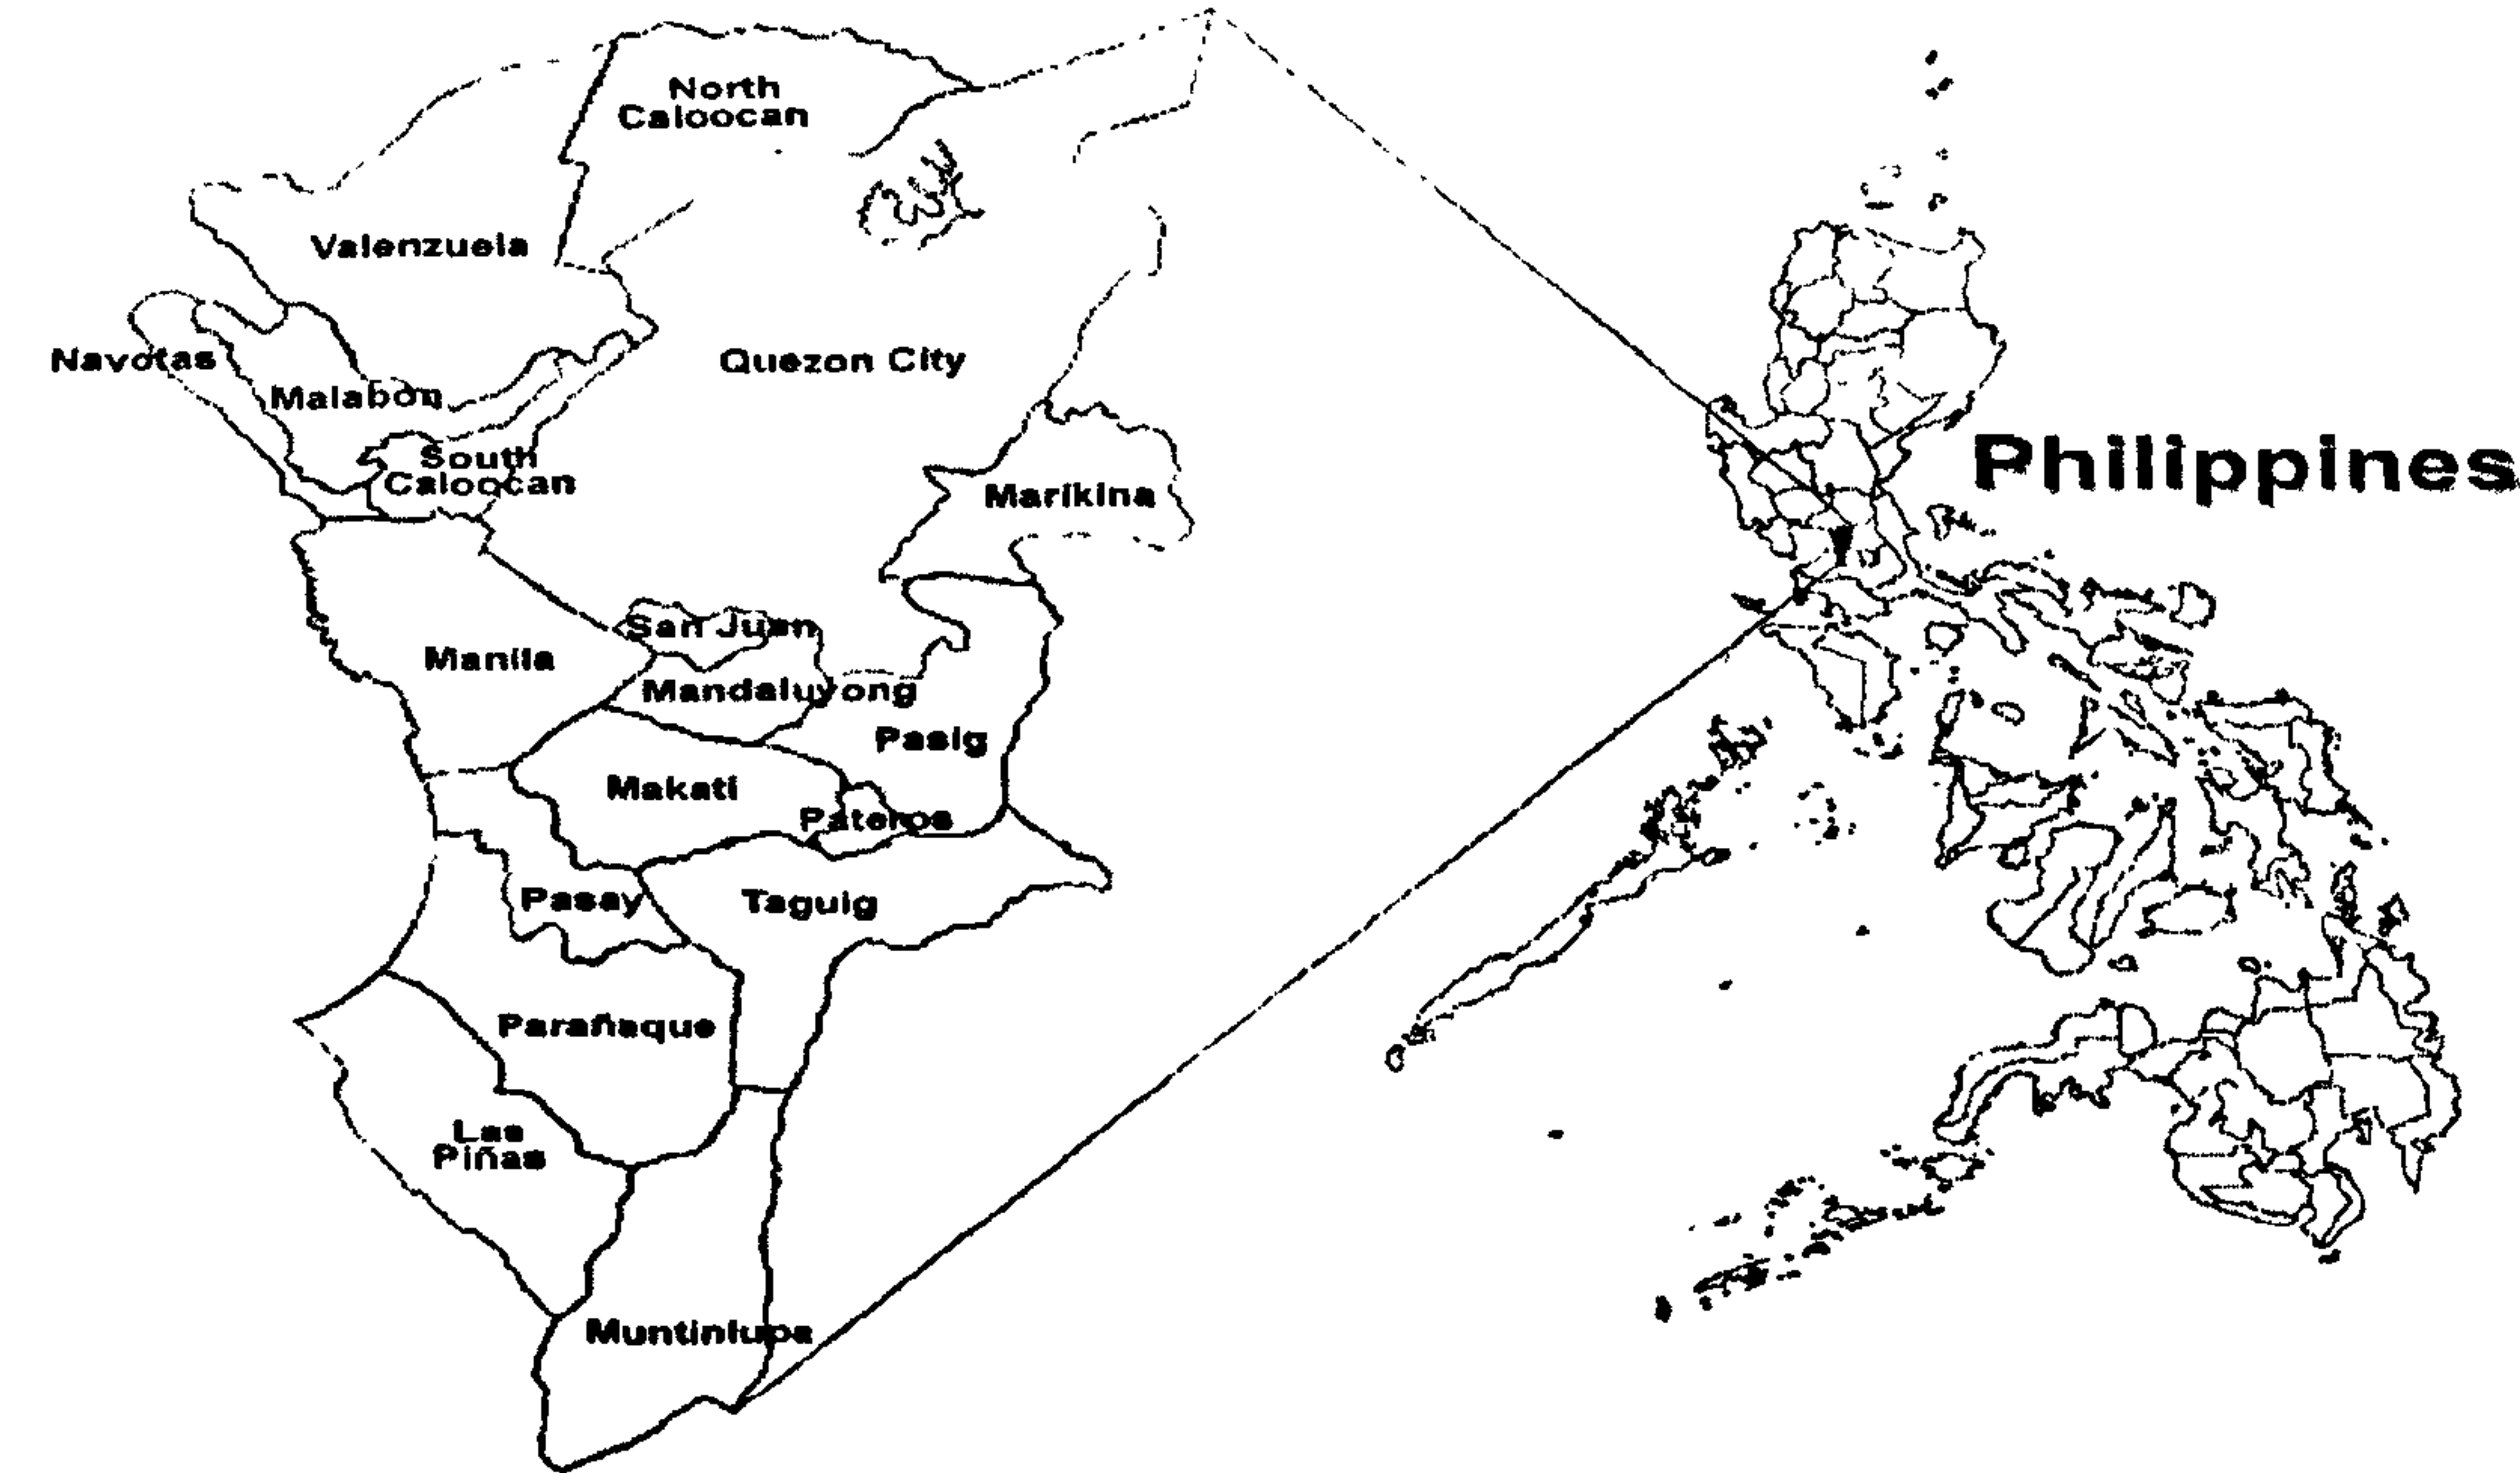 North
Caloocan
Valenzuela
Navotas
Quezon City
Malabon
South
Caloocan
Philippines
Marikina
San Juan
Manila
Mandaluyong
Pasig
Makati
Pateros
Pasay
Taguig
Parañaque
Las
Piñas
Muntinlupa